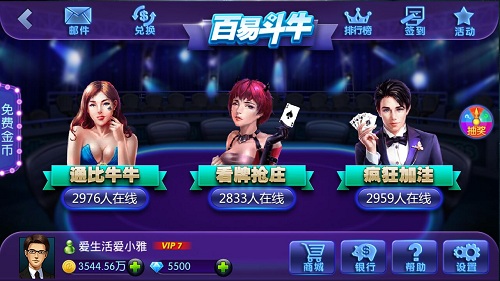 邮件
兑换
百易斗牛
排行榜
签到
活动
免费金币
抽奖
通比牛牛
看牌抢庄
疯狂加注
2976人在线
2833人在线
2959人在线
爱生活爱小雅 VIP 7
3544.56万
5500
商城
银行
帮助
设置